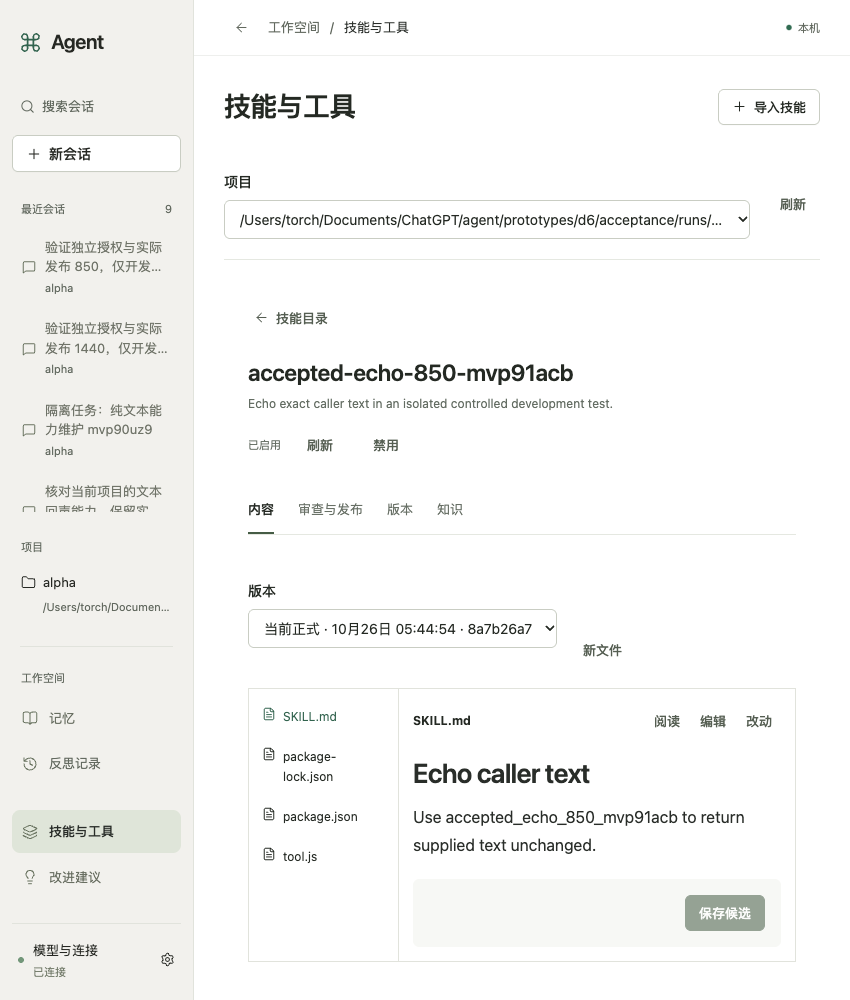 Agent
搜索会话
新会话
最近会话 9
验证独立授权与实际
发布 850，仅开发...
alpha
验证独立授权与实际
发布 1440，仅开发...
alpha
隔离任务：纯文本能
力维护 mvp90uz9
alpha
核对当前项目的文本
项目
alpha
/Users/torch/Documen...
工作空间
记忆
反思记录
技能与工具
改进建议
模型与连接
已连接
工作空间 / 技能与工具
本机
技能与工具
导入技能
项目
/Users/torch/Documents/ChatGPT/agent/prototypes/d6/acceptance/runs/...
刷新
技能目录
accepted-echo-850-mvp91acb
Echo exact caller text in an isolated controlled development test.
已启用 刷新 禁用
内容 审查与发布 版本 知识
版本
当前正式 · 10月26日 05:44:54 · 8a7b26a7
新文件
SKILL.md
package-
lock.json
package.json
tool.js
SKILL.md 阅读 编辑 改动
Echo caller text
Use accepted_echo_850_mvp91acb to return
supplied text unchanged.
保存候选